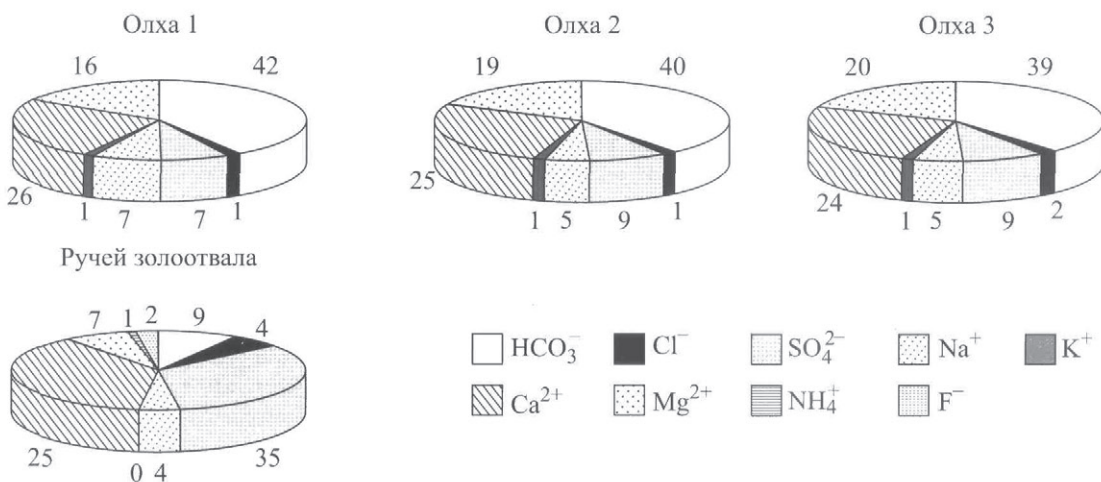 Олха 1 Олха 2 Олха 3
16 42 19 40 20 39
26 1 7 7 1 25 1 5 9 1 24 1 5 9 2
Ручей золоотвала
7 1 2 9 4
25 0 4 35
HCO₃⁻ Cl⁻ SO₄²⁻ Na⁺ K⁺
Ca²⁺ Mg²⁺ NH₄⁺ F⁻